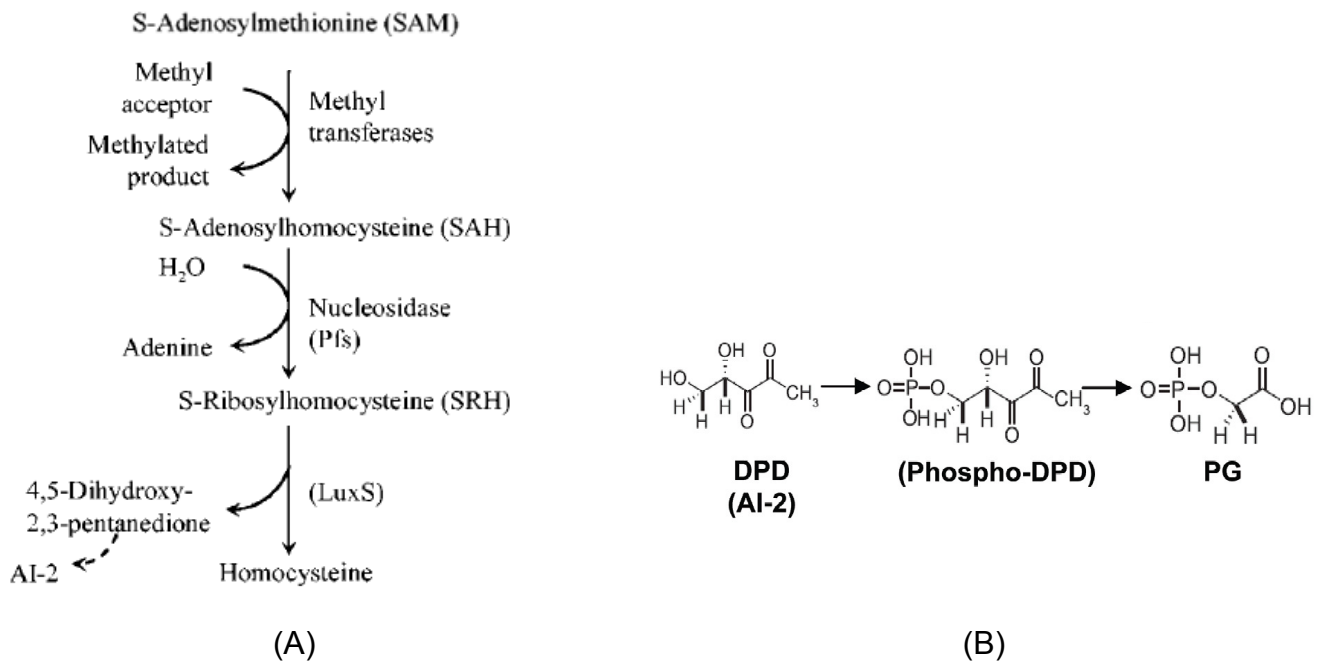 S-Adenosylmethionine (SAM)
Methyl
acceptor
Methyl
transferases
Methylated
product
S-Adenosylhomocysteine (SAH)
H2O
Nucleosidase
(Pfs)
Adenine
S-Ribosylhomocysteine (SRH)
4,5-Dihydroxy-
2,3-pentanedione
(LuxS)
AI-2
Homocysteine
(A)
OH
O
HO
CH3
H
H
O
DPD
(AI-2)
OH
OH
O
O=P-O
CH3
OH
H
H
H
O
(Phospho-DPD)
OH
O
O=P-O
OH
OH
H
H
PG
(B)